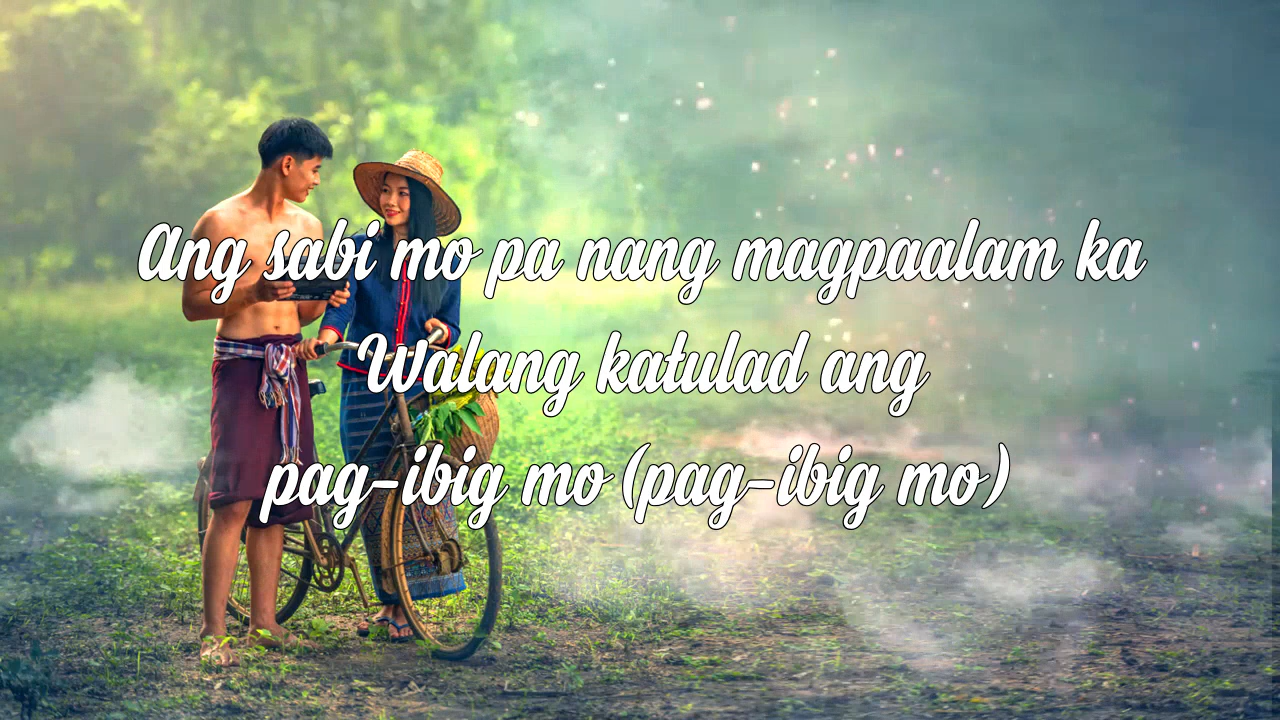 Ang sabi mo pa nang magpaalam ka
Walang katulad ang
pag-ibig mo (pag-ibig mo)